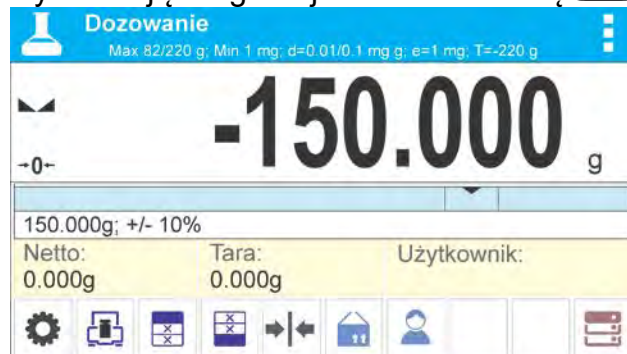 Dozowanie
Max 82/220 g; Min 1 mg; d=0.01/0.1 mg g; e=1 mg; T=-220 g
-150.000 g
→0←
150.000g; +/- 10%
Netto: Tara: Użytkownik:
0.000g 0.000g